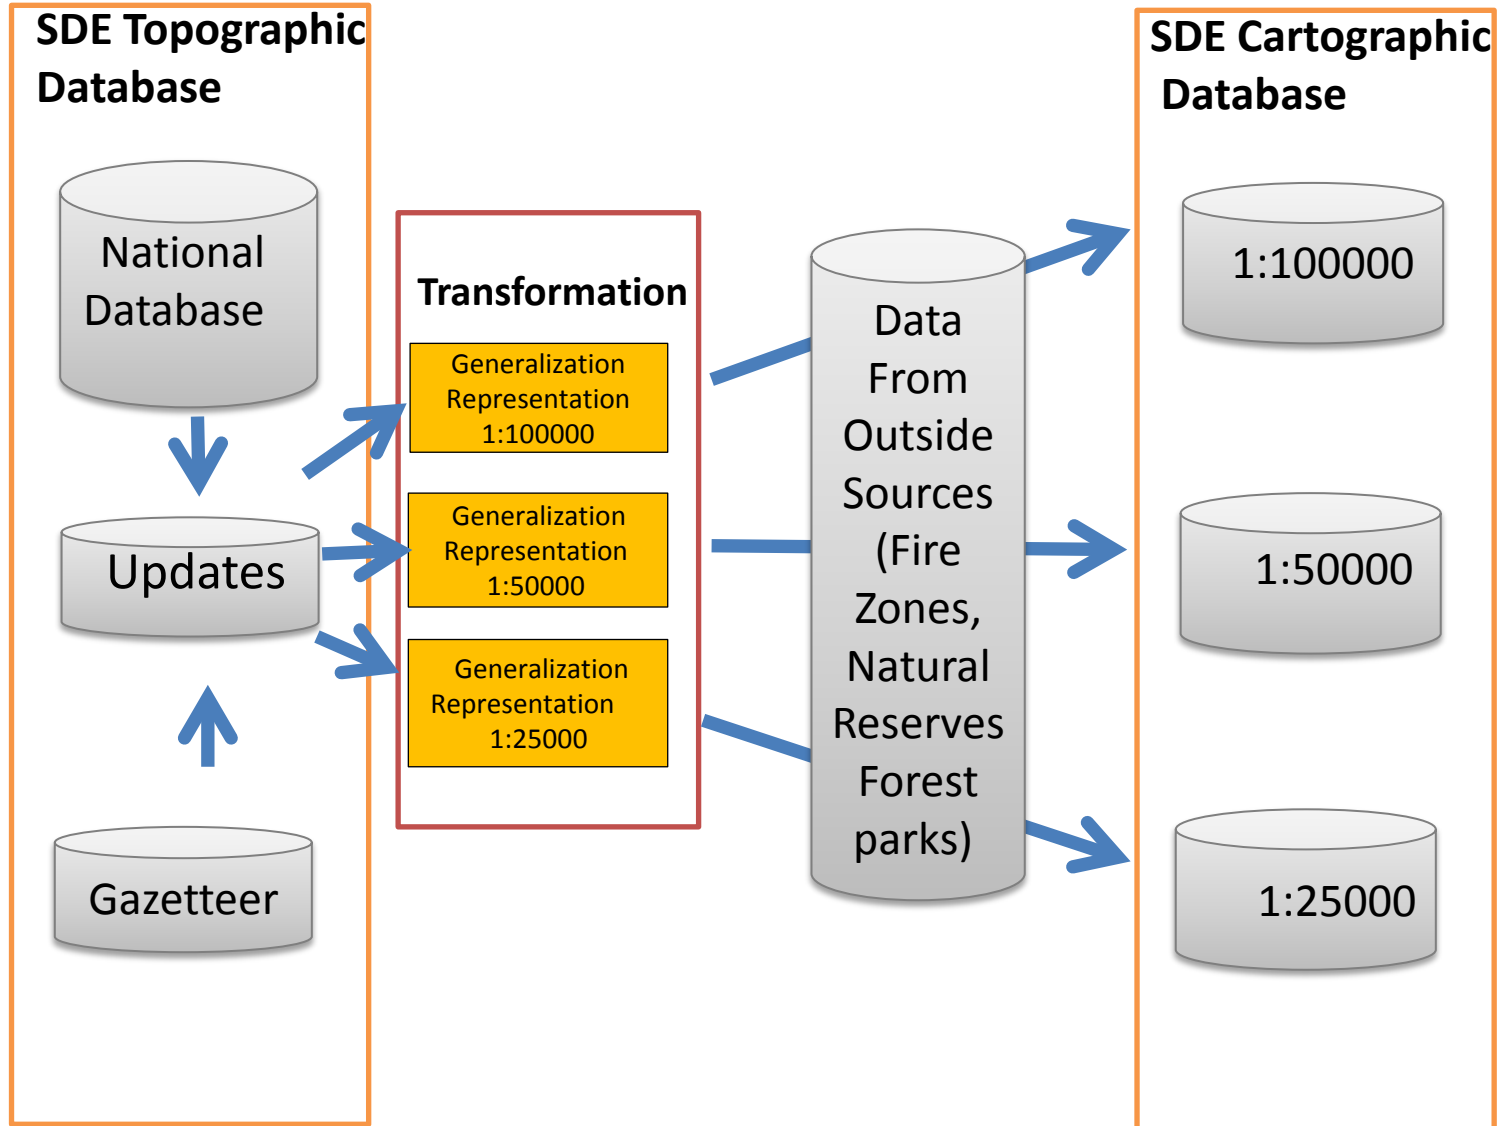 SDE Topographic
Database
National
Database
Updates
Gazetteer
Transformation
Generalization
Representation
1:100000
Generalization
Representation
1:50000
Generalization
Representation
1:25000
Data
From
Outside
Sources
(Fire
Zones,
Natural
Reserves
Forest
parks)
SDE Cartographic
Database
1:100000
1:50000
1:25000